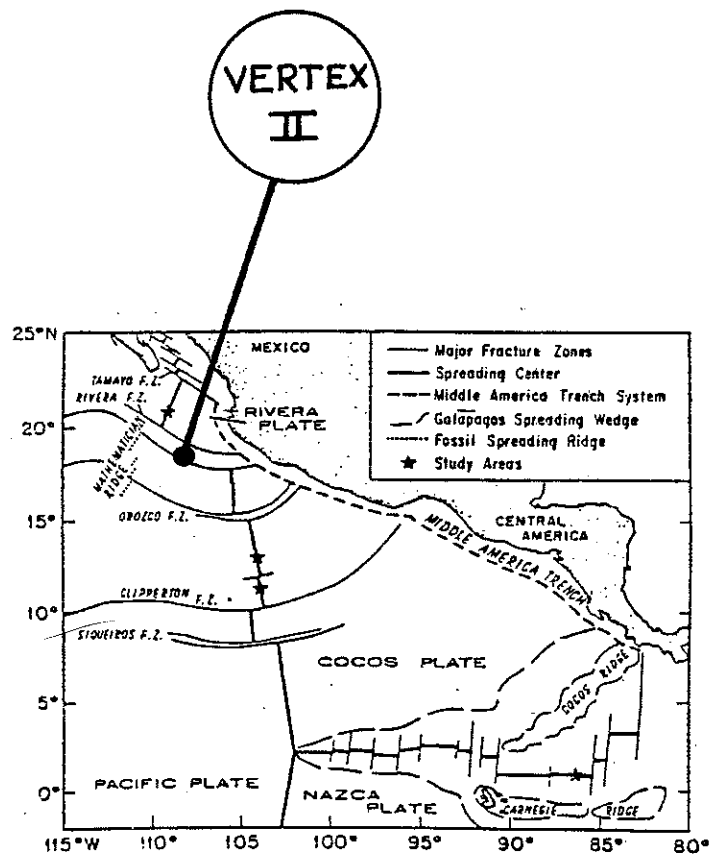 VERTEX
II
25°N
20°
15°
10°
5°
0°
115°
110°
105°
100°
95°
90°
85°
80°
MEXICO
TAMAYO F.Z.
RIVERA F.Z.
RIVERA
PLATE
MATHEMATICIAN
RIDGE
OROZCO F.Z.
CLIPPERTON F.Z.
SIQUEIROS F.Z.
Major Fracture Zones
Spreading Center
Middle America Trench System
Galapagos Spreading Wedge
Fossil Spreading Ridge
Study Areas
CENTRAL
AMERICA
MIDDLE AMERICA TRENCH
COCOS PLATE
COCOS RIDGE
PACIFIC PLATE
NAZCA
PLATE
CARNEGIE RIDGE